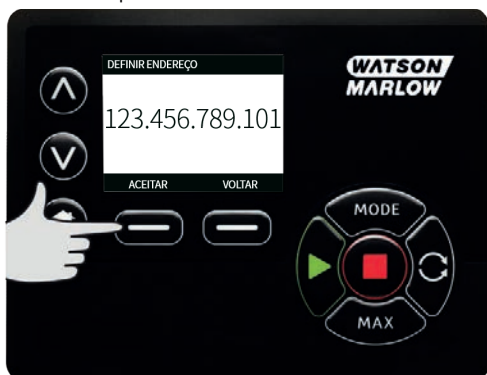 DEFINIR ENDEREÇO
123.456.789.101
ACEITAR VOLTAR
WATSON
MARLOW
MODE
MAX